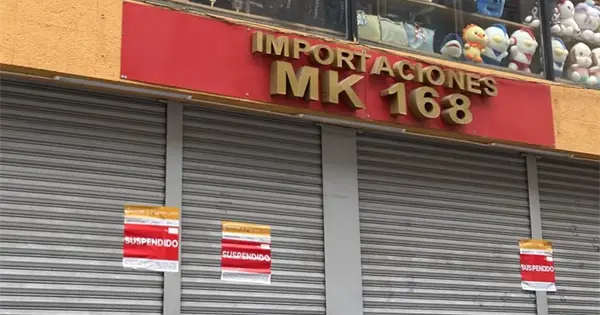 IMPORTACIONES
MK 168
SUSPENDIDO
SUSPENDIDO
SUSPENDIDO